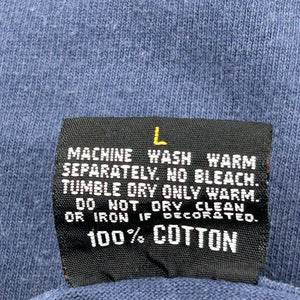 L
MACHINE WASH WARM
SEPARATELY. NO BLEACH.
TUMBLE DRY ONLY WARM.
DO NOT DRY CLEAN
OR IRON IF DECORATED.
100% COTTON